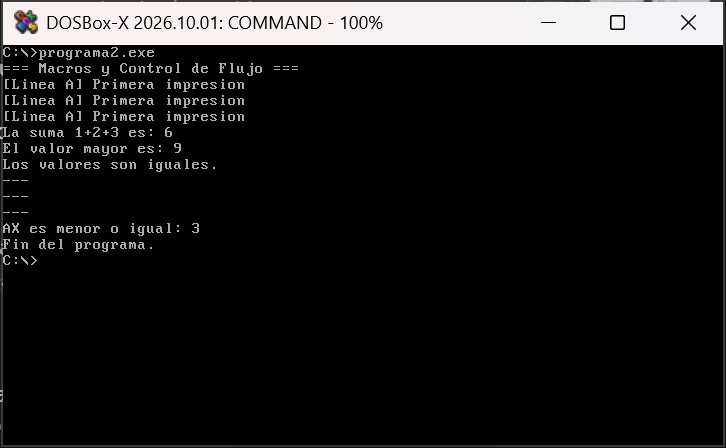 DOSBox-X 2026.10.01: COMMAND - 100%
C:\>programa2.exe
=== Macros y Control de Flujo ===
[Linea A] Primera impresion
[Linea A] Primera impresion
[Linea A] Primera impresion
La suma 1+2+3 es: 6
El valor mayor es: 9
Los valores son iguales.
---
---
---
AX es menor o igual: 3
Fin del programa.
C:\>